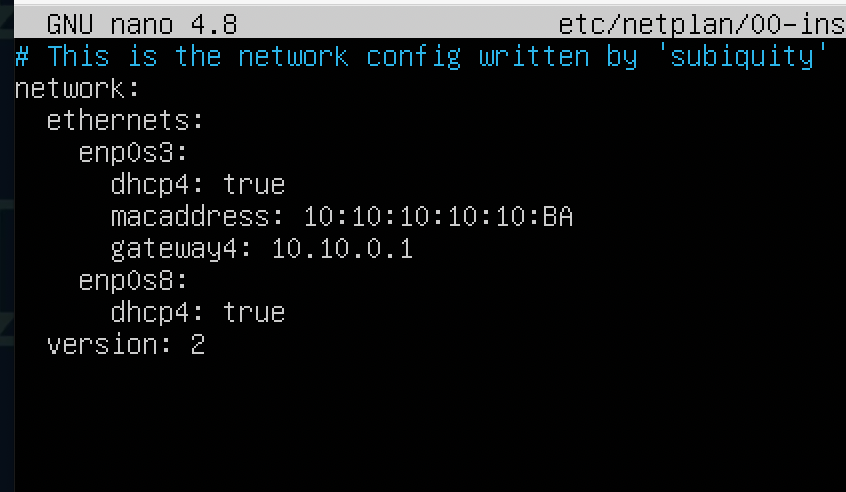 GNU nano 4.8 etc/netplan/00-ins
# This is the network config written by 'subiquity'
network:
  ethernets:
    enp0s3:
      dhcp4: true
      macaddress: 10:10:10:10:10:BA
      gateway4: 10.10.0.1
    enp0s8:
      dhcp4: true
  version: 2